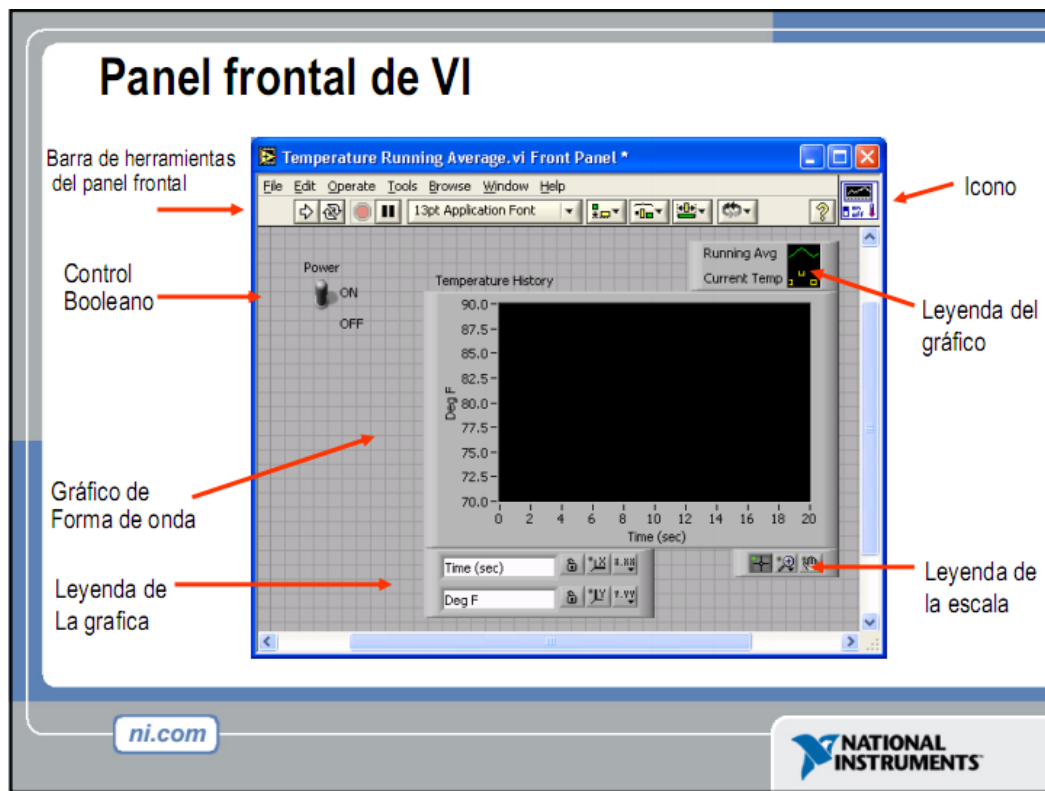 Panel frontal de VI
Barra de herramientas
del panel frontal
Temperature Running Average.vi Front Panel *
File Edit Operate Tools Browse Window Help
13pt Application Font
Icono
Control
Booleano
Power
ON
OFF
Temperature History
Running Avg
Current Temp
Leyenda del
gráfico
90.0
87.5
85.0
82.5
80.0
77.5
75.0
72.5
70.0
Deg F
0 2 4 6 8 10 12 14 16 18 20
Time (sec)
Gráfico de
Forma de onda
Leyenda de
La grafica
Time (sec)
Deg F
Leyenda de
la escala
ni.com
NATIONAL
INSTRUMENTS